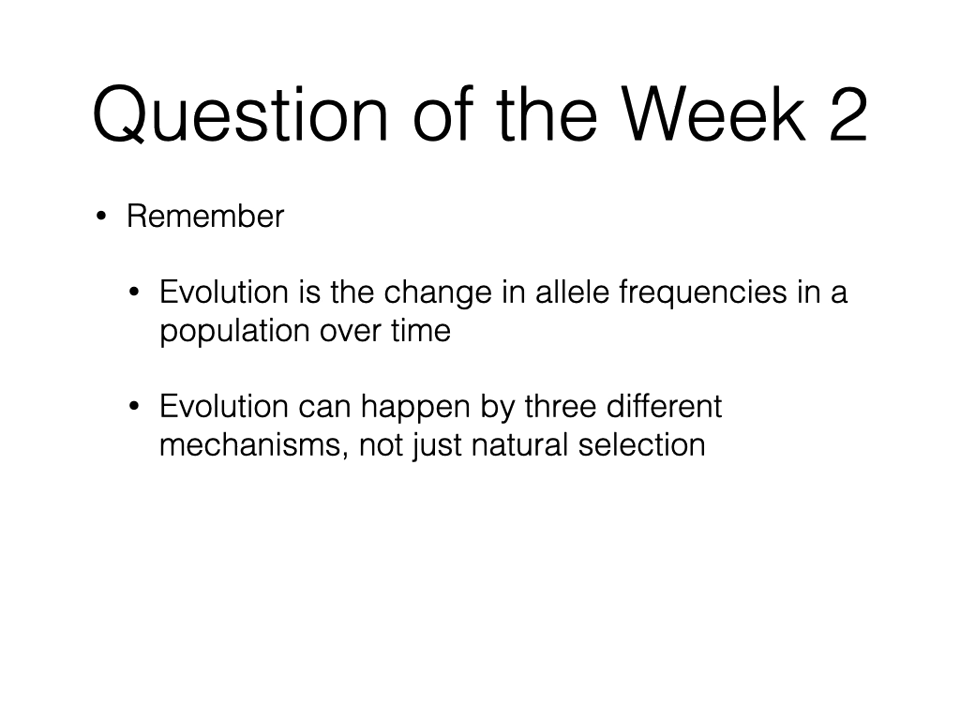 Question of the Week 2
• Remember
• Evolution is the change in allele frequencies in a
population over time
• Evolution can happen by three different
mechanisms, not just natural selection